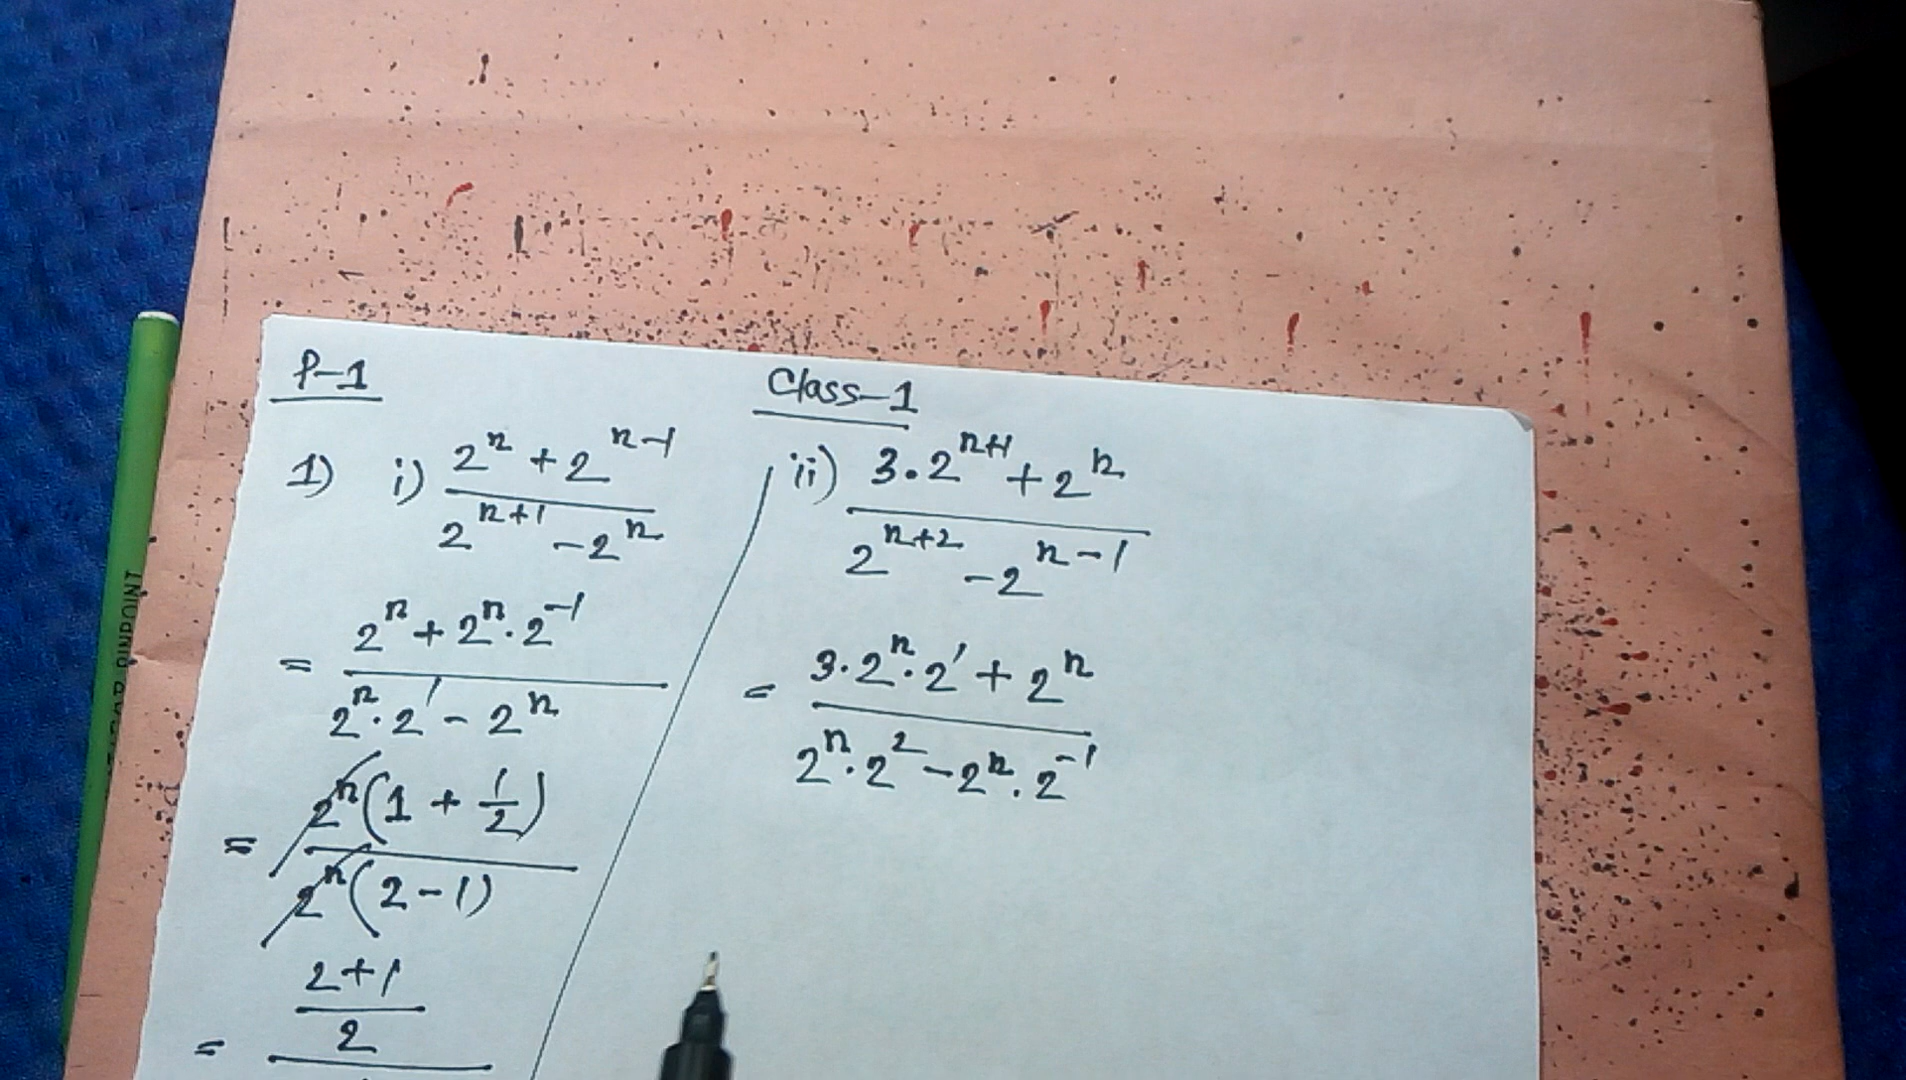 P-1
Class-1
1) i) (2^n + 2^(n-1)) / (2^(n+1) - 2^n)
= (2^n + 2^n . 2^-1) / (2^n . 2^1 - 2^n)
= 2^n (1 + 1/2) / 2^n (2 - 1)
= (2+1)/2
ii) (3 . 2^(n+1) + 2^n) / (2^(n+2) - 2^(n-1))
= (3 . 2^n . 2^1 + 2^n) / (2^n . 2^2 - 2^n . 2^-1)
PINPOINT